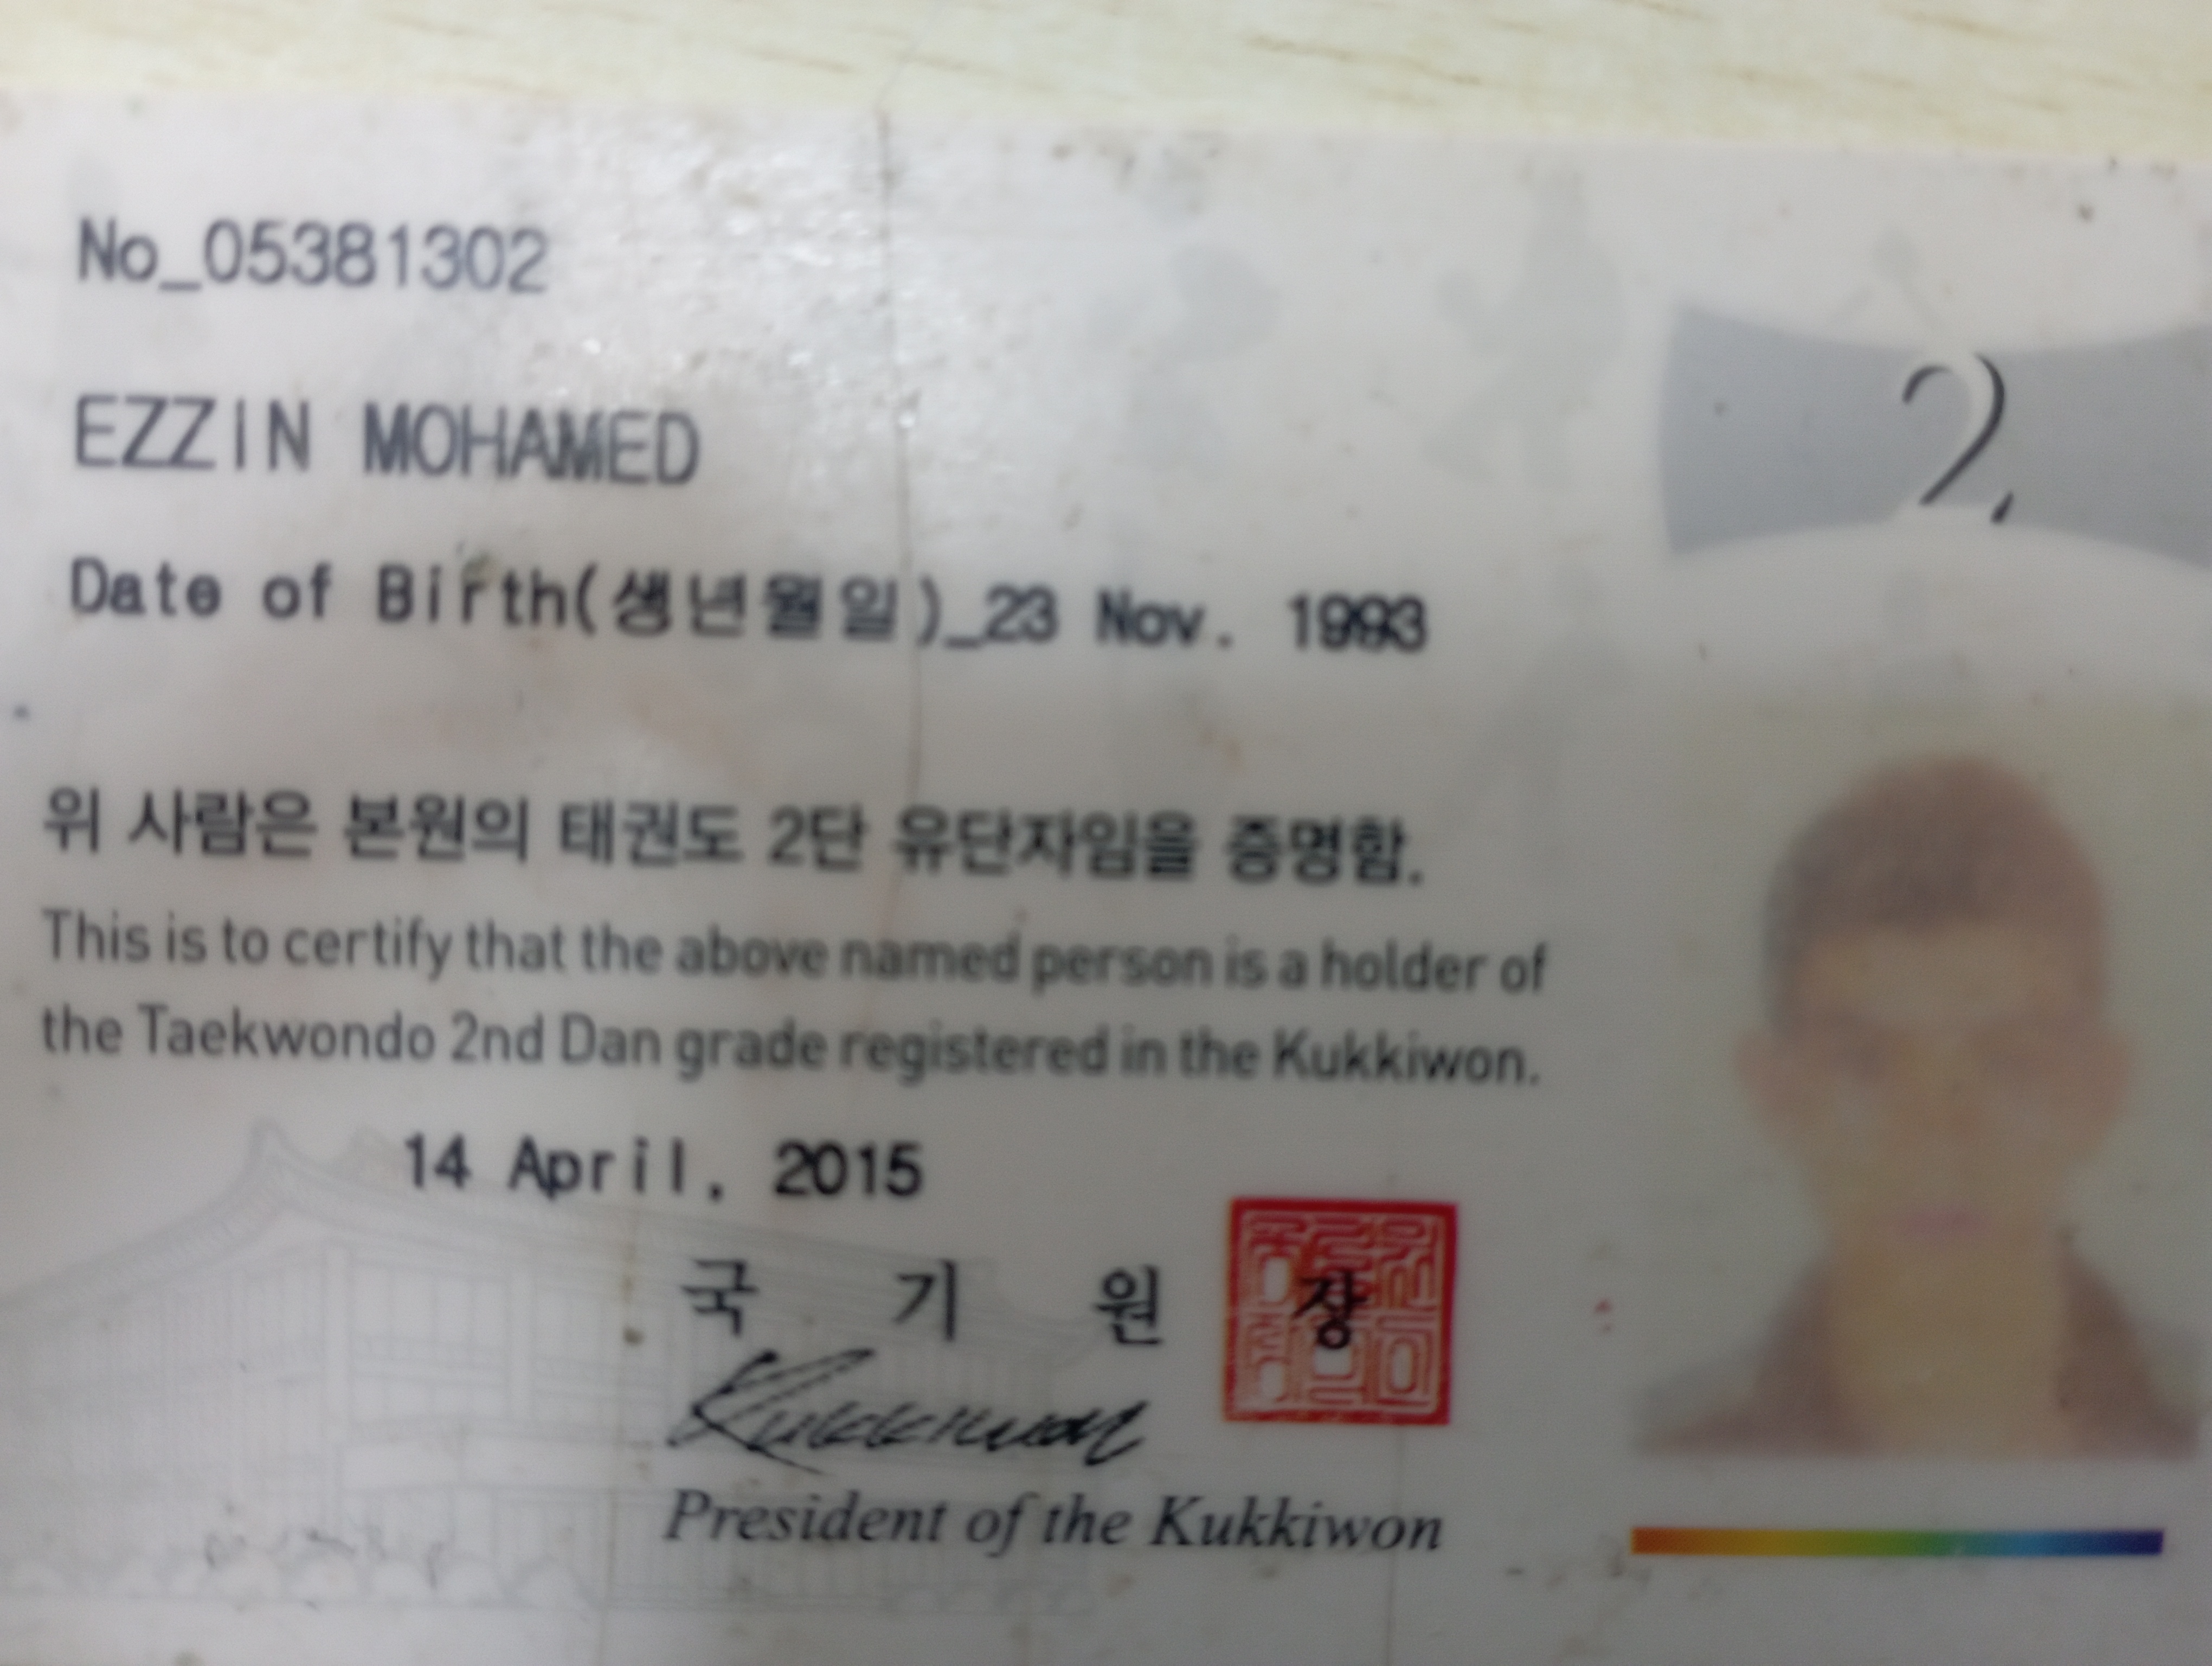 No_05381302
2
EZZIN MOHAMED
Date of Birth(생년월일)_23 Nov. 1993
위 사람은 본원의 태권도 2단 유단자임을 증명함.
This is to certify that the above named person is a holder of
the Taekwondo 2nd Dan grade registered in the Kukkiwon.
14 April, 2015
국 기 원 장
Kukkiwon
President of the Kukkiwon